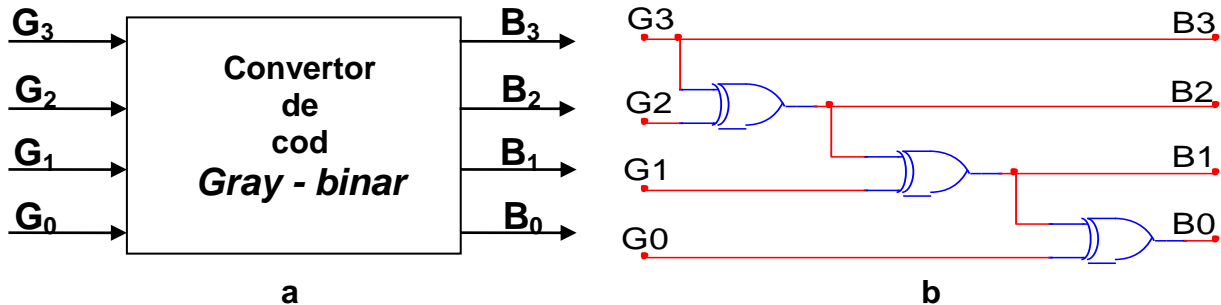 G₃
G₂
G₁
G₀
Convertor
de
cod
Gray - binar
B₃
B₂
B₁
B₀
a
G3
G2
G1
G0
B3
B2
B1
B0
b